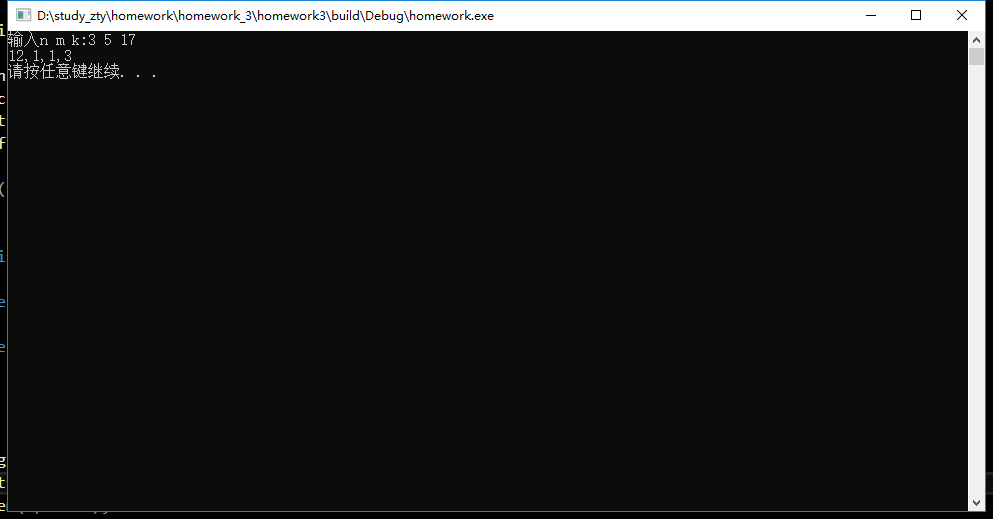 D:\study_zty\homework\homework_3\homework3\build\Debug\homework.exe
输入n m k:3 5 17
12,1,1,3
请按任意键继续. . .